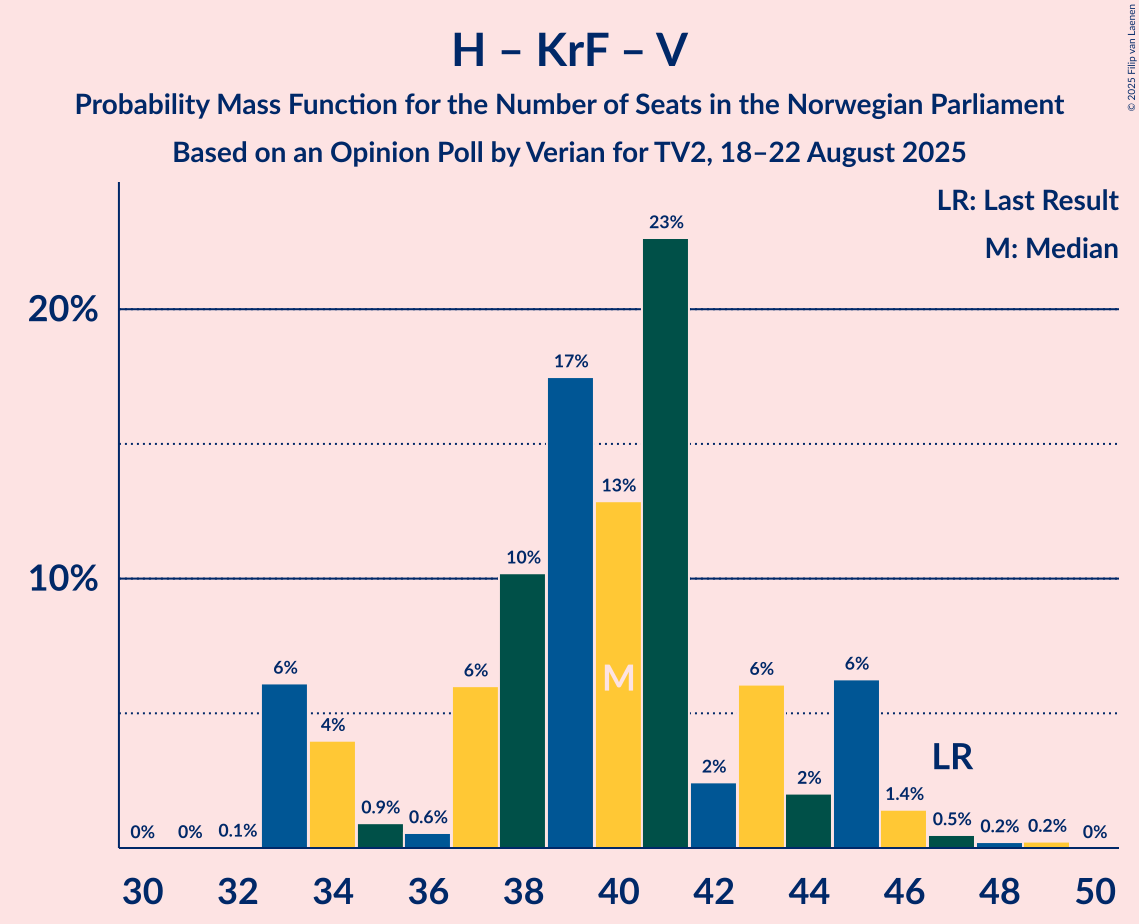 H – KrF – V
Probability Mass Function for the Number of Seats in the Norwegian Parliament
Based on an Opinion Poll by Verian for TV2, 18–22 August 2025
© 2025 Filip van Laenen
LR: Last Result
M: Median
20%
10%
0%
0%
0.1%
6%
4%
0.9%
0.6%
6%
10%
17%
13%
23%
2%
6%
2%
6%
1.4%
0.5%
0.2%
0.2%
0%
M
LR
30 32 34 36 38 40 42 44 46 48 50